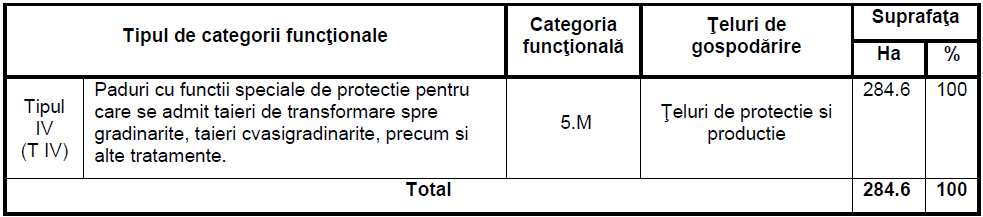 Tipul de categorii funcţionale
Categoria
funcţională
Ţeluri de
gospodărire
Suprafaţa
Ha
%
Tipul
IV
(T IV)
Paduri cu functii speciale de protectie pentru
care se admit taieri de transformare spre
gradinarite, taieri cvasigradinarite, precum si
alte tratamente.
5.M
Ţeluri de protectie si
productie
284.6
100
Total
284.6
100